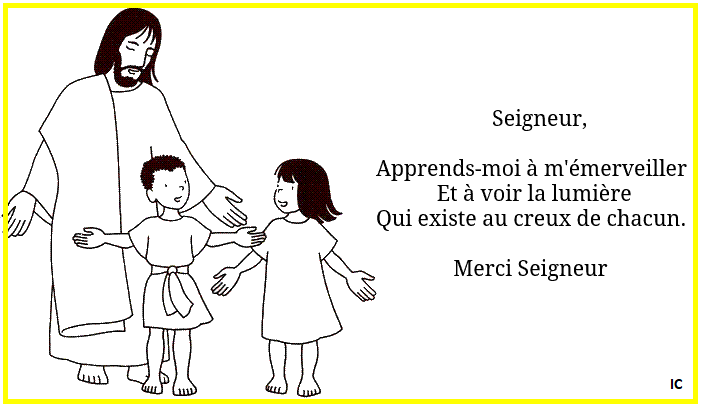 Seigneur,
Apprends-moi à m'émerveiller
Et à voir la lumière
Qui existe au creux de chacun.
Merci Seigneur
IC